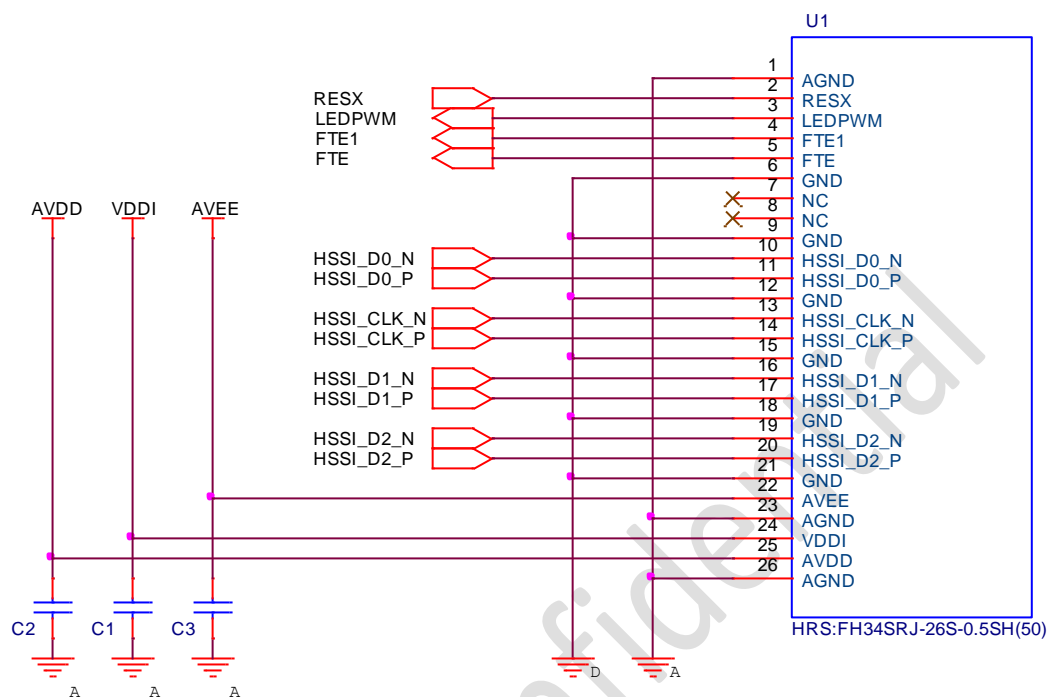 U1
1
AGND
2
RESX RESX
3
LEDPWM LEDPWM
4
FTE1 FTE1
5
FTE FTE
6
GND
7
NC
8
NC
9
GND
10
HSSI_D0_N HSSI_D0_N
11
HSSI_D0_P HSSI_D0_P
12
GND
13
HSSI_CLK_N HSSI_CLK_N
14
HSSI_CLK_P HSSI_CLK_P
15
GND
16
HSSI_D1_N HSSI_D1_N
17
HSSI_D1_P HSSI_D1_P
18
GND
19
HSSI_D2_N HSSI_D2_N
20
HSSI_D2_P HSSI_D2_P
21
GND
22
AVEE
23
AGND
24
VDDI
25
AVDD
26
AGND
AVDD VDDI AVEE
C2 C1 C3
HRS:FH34SRJ-26S-0.5SH(50)
A A A D A
nfidential